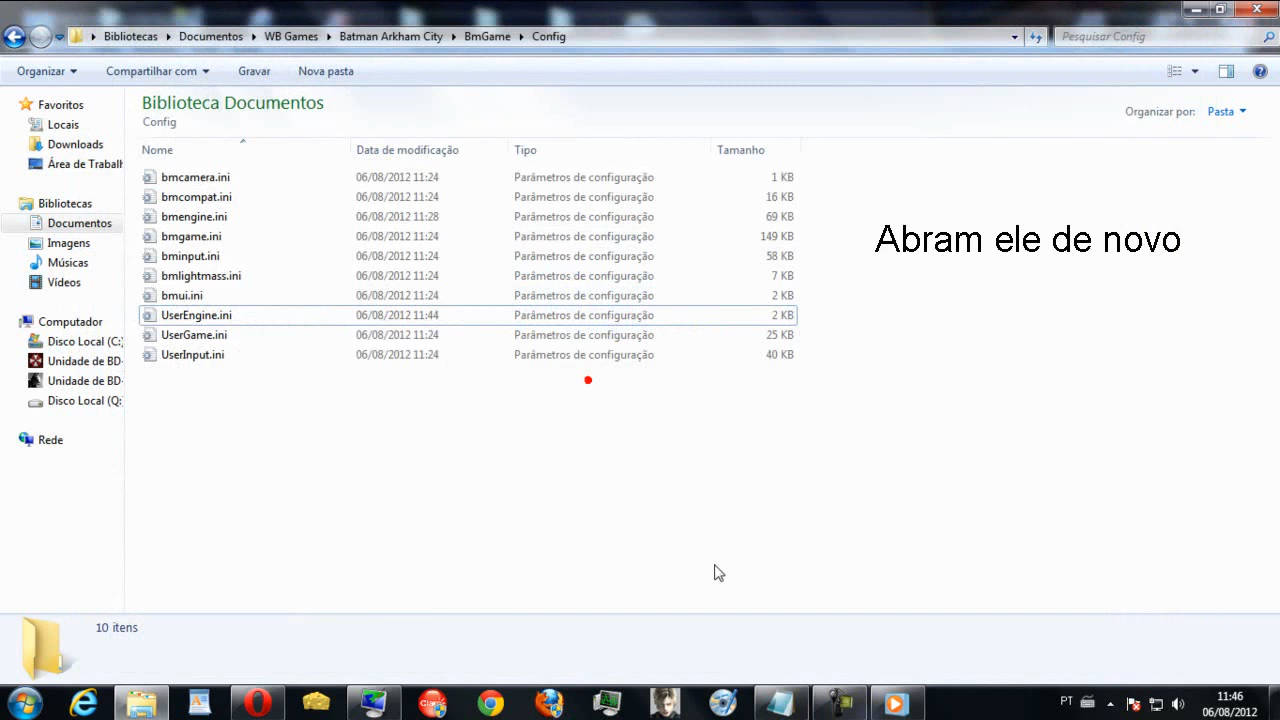 Bibliotecas Documentos WB Games Batman Arkham City BmGame Config
Pesquisar Config
Organizar Compartilhar com Gravar Nova pasta
Favoritos
Locais
Downloads
Área de Trabalh
Bibliotecas
Documentos
Imagens
Músicas
Vídeos
Computador
Disco Local (C:
Unidade de BD-
Unidade de BD-
Disco Local (Q:
Rede
Biblioteca Documentos
Config
Organizar por: Pasta
Nome Data de modificação Tipo Tamanho
bmcamera.ini 06/08/2012 11:24 Parâmetros de configuração 1 KB
bmcompat.ini 06/08/2012 11:24 Parâmetros de configuração 16 KB
bmengine.ini 06/08/2012 11:28 Parâmetros de configuração 69 KB
bmgame.ini 06/08/2012 11:24 Parâmetros de configuração 149 KB
bminput.ini 06/08/2012 11:24 Parâmetros de configuração 58 KB
bmlightmass.ini 06/08/2012 11:24 Parâmetros de configuração 7 KB
bmui.ini 06/08/2012 11:24 Parâmetros de configuração 2 KB
UserEngine.ini 06/08/2012 11:44 Parâmetros de configuração 2 KB
UserGame.ini 06/08/2012 11:24 Parâmetros de configuração 25 KB
UserInput.ini 06/08/2012 11:24 Parâmetros de configuração 40 KB
Abram ele de novo
10 itens
Claro
PT
11:46
06/08/2012